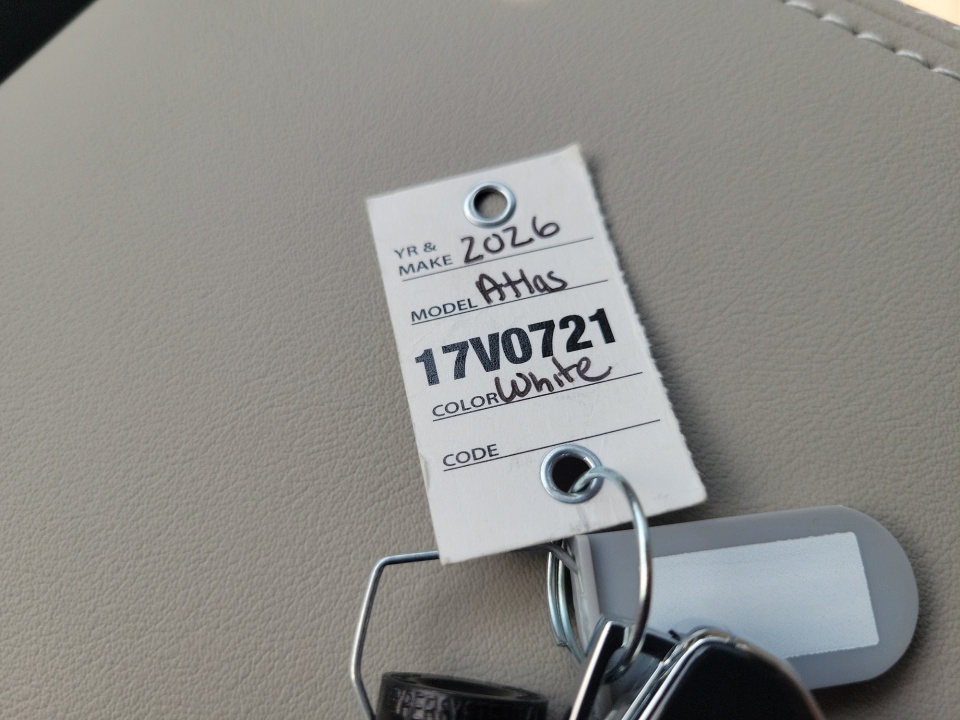 YR & MAKE 2026
MODEL Atlas
17V0721
COLOR White
CODE